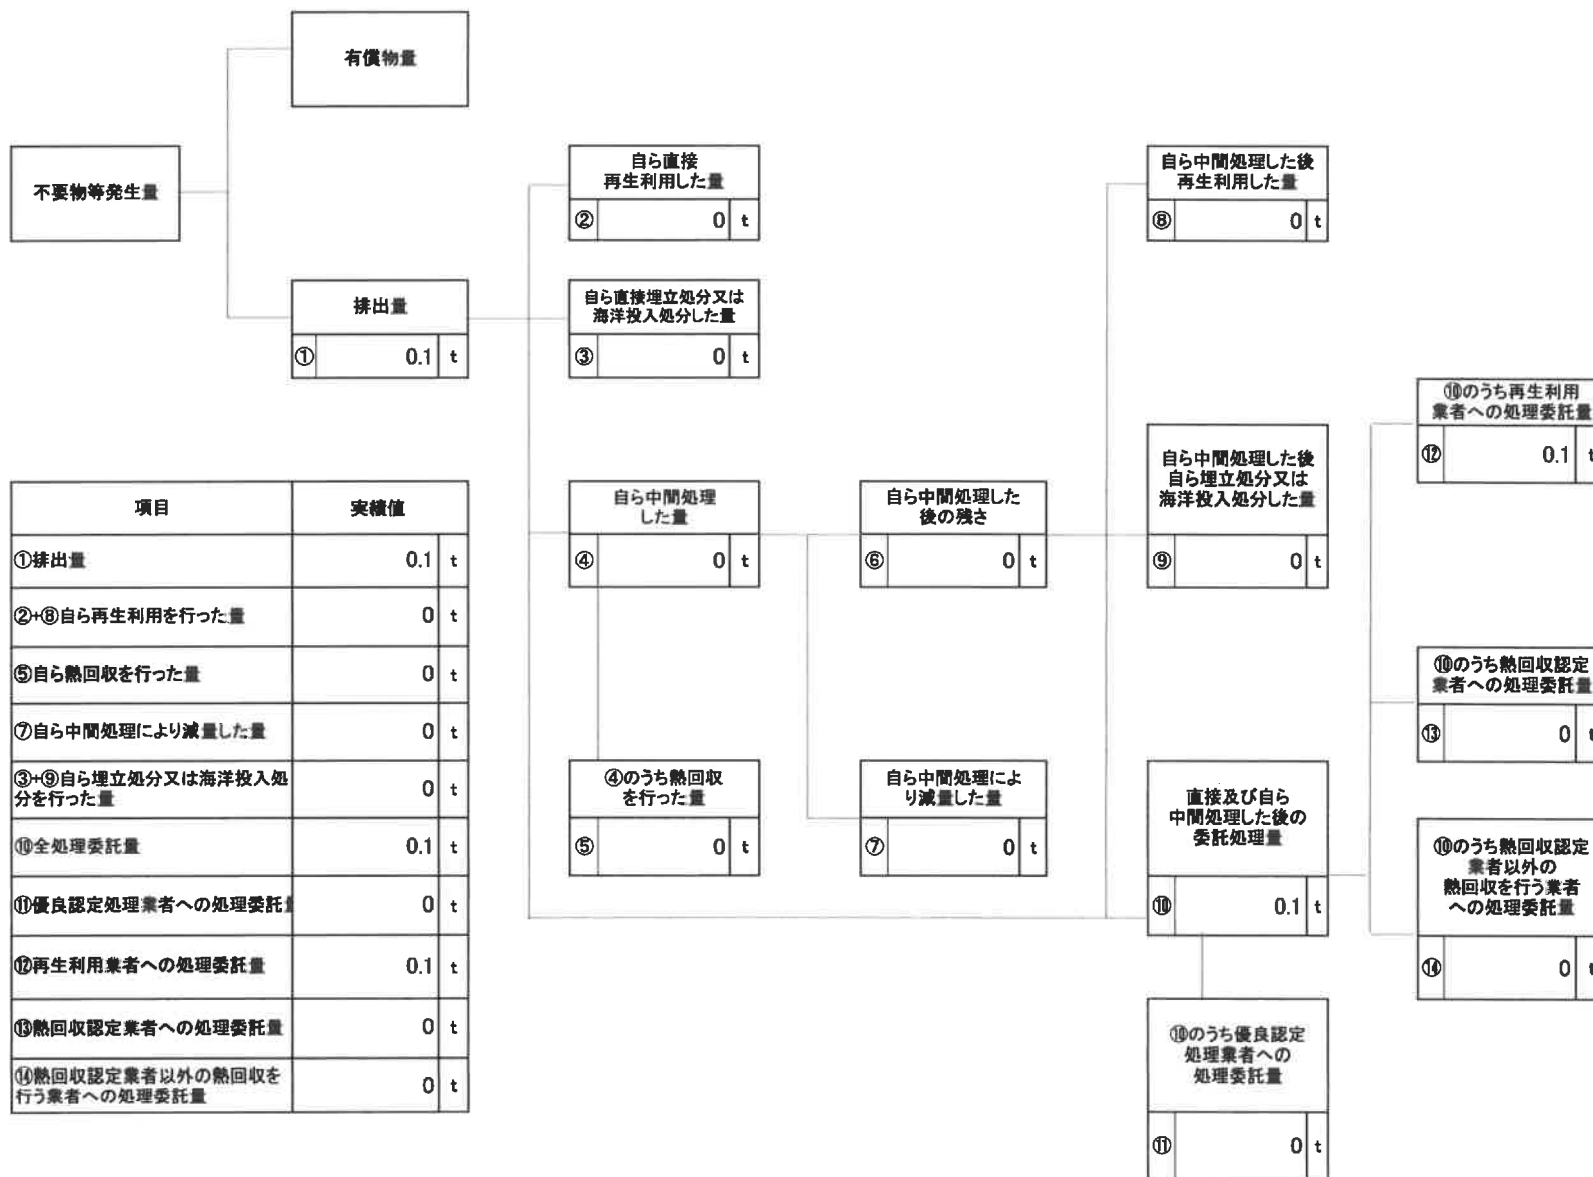 有償物量
不要物等発生量
排出量
① 0.1 t
自ら直接
再生利用した量
② 0 t
自ら直接埋立処分又は
海洋投入処分した量
③ 0 t
自ら中間処理
した量
④ 0 t
④のうち熱回収
を行った量
⑤ 0 t
自ら中間処理した
後の残さ
⑥ 0 t
自ら中間処理によ
り減量した量
⑦ 0 t
自ら中間処理した後
再生利用した量
⑧ 0 t
自ら中間処理した後
自ら埋立処分又は
海洋投入処分した量
⑨ 0 t
直接及び自ら
中間処理した後の
委託処理量
⑩ 0.1 t
⑩のうち優良認定
処理業者への
処理委託量
⑪ 0 t
⑩のうち再生利用
業者への処理委託量
⑫ 0.1 t
⑩のうち熱回収認定
業者への処理委託量
⑬ 0 t
⑩のうち熱回収認定
業者以外の
熱回収を行う業者
への処理委託量
⑭ 0 t
項目 実績値
①排出量 0.1 t
②+⑧自ら再生利用を行った量 0 t
⑤自ら熱回収を行った量 0 t
⑦自ら中間処理により減量した量 0 t
③+⑨自ら埋立処分又は海洋投入処
分を行った量 0 t
⑩全処理委託量 0.1 t
⑪優良認定処理業者への処理委託量 0 t
⑫再生利用業者への処理委託量 0.1 t
⑬熱回収認定業者への処理委託量 0 t
⑭熱回収認定業者以外の熱回収を
行う業者への処理委託量 0 t